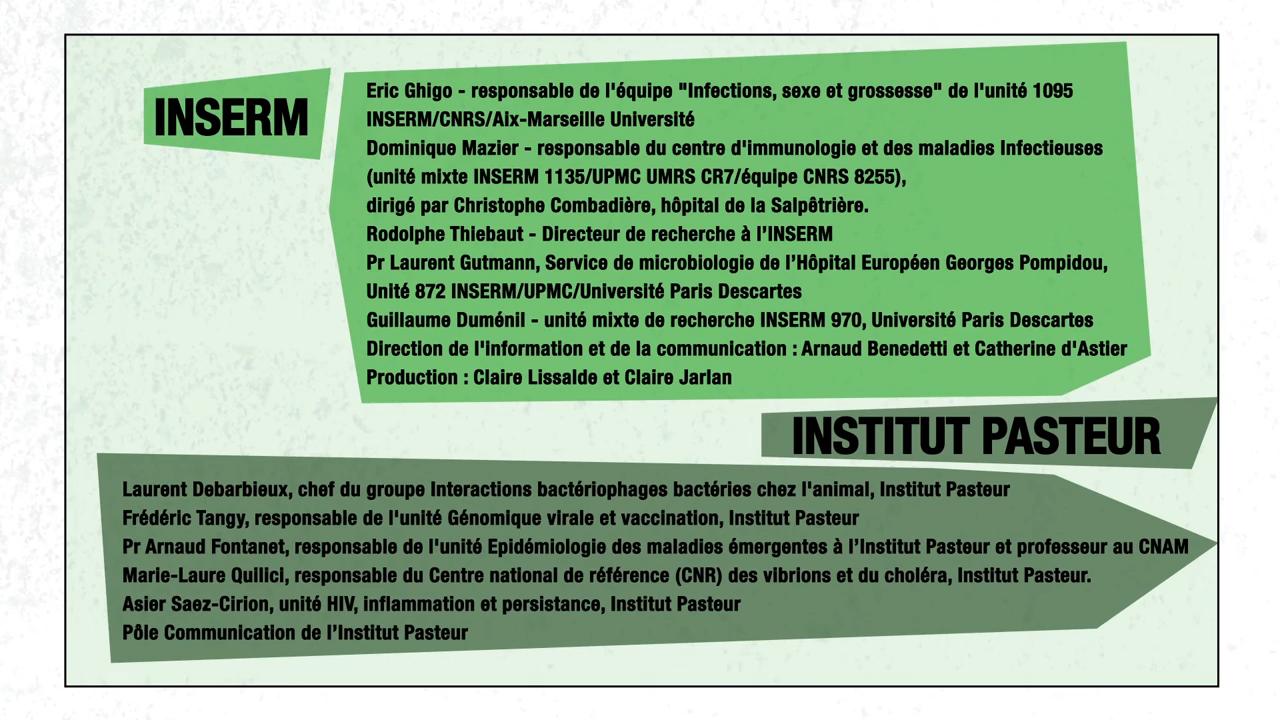 INSERM
Eric Ghigo - responsable de l'équipe "Infections, sexe et grossesse" de l'unité 1095
INSERM/CNRS/Aix-Marseille Université
Dominique Mazier - responsable du centre d'immunologie et des maladies Infectieuses
(unité mixte INSERM 1135/UPMC UMRS CR7/équipe CNRS 8255),
dirigé par Christophe Combadière, hôpital de la Salpêtrière.
Rodolphe Thiebaut - Directeur de recherche à l’INSERM
Pr Laurent Gutmann, Service de microbiologie de l’Hôpital Européen Georges Pompidou,
Unité 872 INSERM/UPMC/Université Paris Descartes
Guillaume Duménil - unité mixte de recherche INSERM 970, Université Paris Descartes
Direction de l'information et de la communication : Arnaud Benedetti et Catherine d'Astier
Production : Claire Lissalde et Claire Jarlan
INSTITUT PASTEUR
Laurent Debarbieux, chef du groupe Interactions bactériophages bactéries chez l'animal, Institut Pasteur
Frédéric Tangy, responsable de l'unité Génomique virale et vaccination, Institut Pasteur
Pr Arnaud Fontanet, responsable de l'unité Epidémiologie des maladies émergentes à l’Institut Pasteur et professeur au CNAM
Marie-Laure Quilici, responsable du Centre national de référence (CNR) des vibrions et du choléra, Institut Pasteur.
Asier Saez-Cirion, unité HIV, inflammation et persistance, Institut Pasteur
Pôle Communication de l’Institut Pasteur